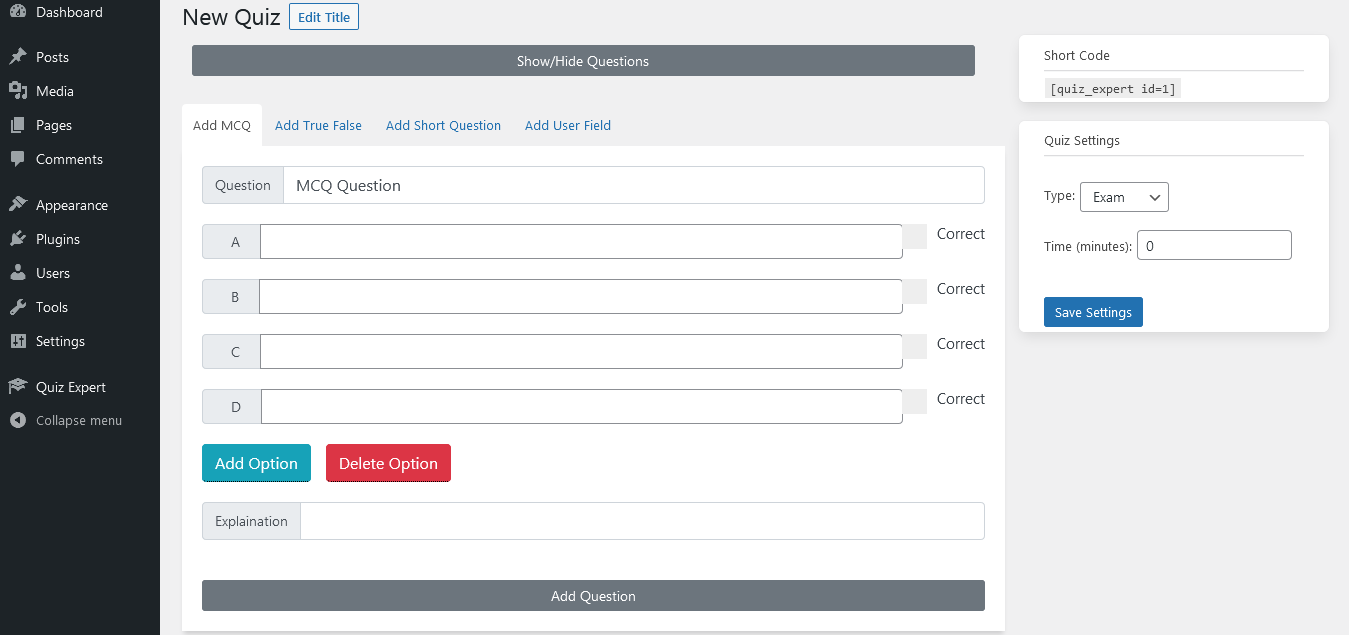 Dashboard
Posts
Media
Pages
Comments
Appearance
Plugins
Users
Tools
Settings
Quiz Expert
Collapse menu
New Quiz Edit Title
Show/Hide Questions
Add MCQ Add True False Add Short Question Add User Field
Question MCQ Question
A Correct
B Correct
C Correct
D Correct
Add Option Delete Option
Explaination
Add Question
Short Code
[quiz_expert id=1]
Quiz Settings
Type: Exam
Time (minutes): 0
Save Settings